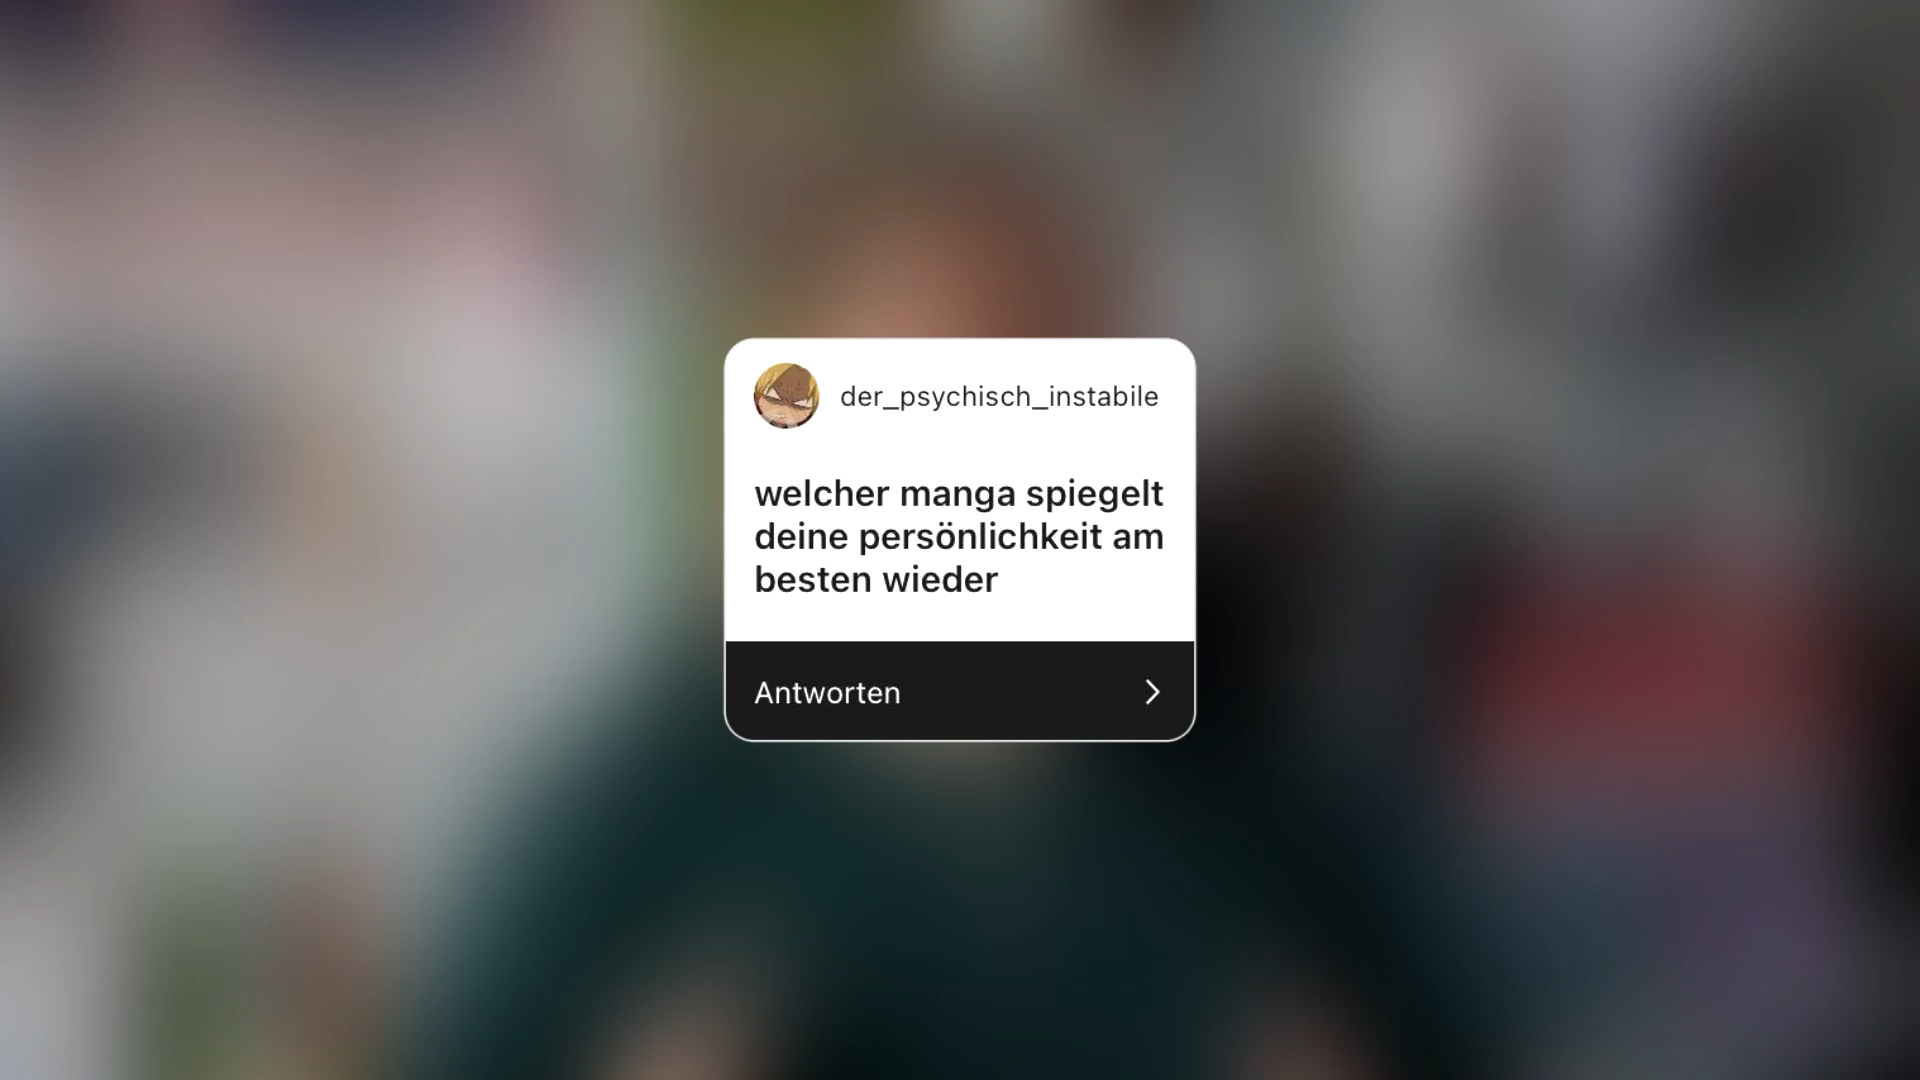 der_psychisch_instabile
welcher manga spiegelt
deine persönlichkeit am
besten wieder
Antworten